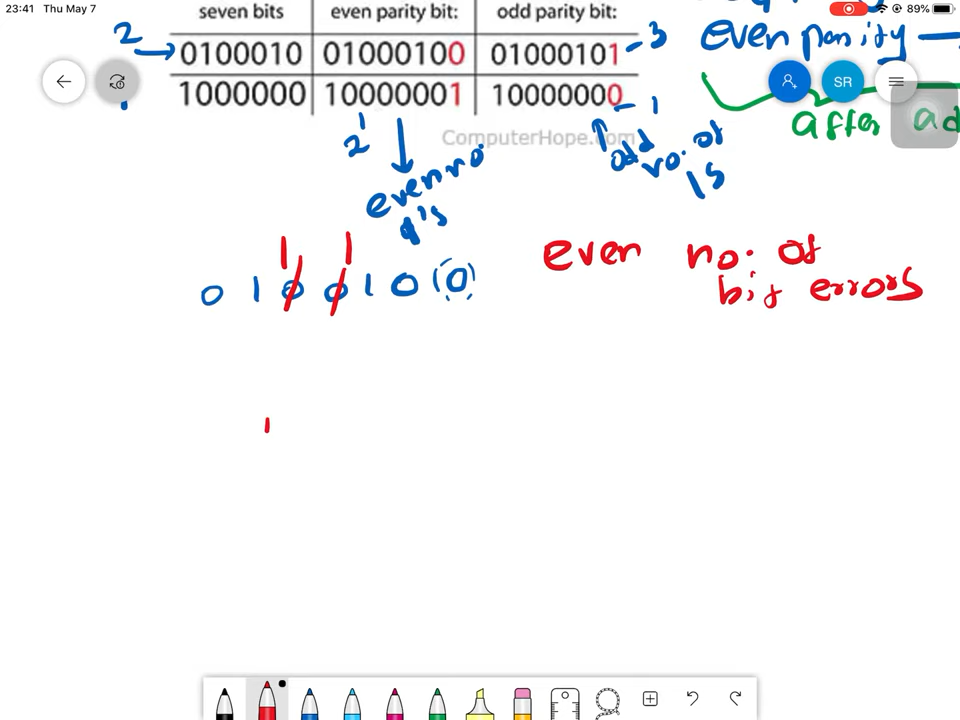 23:41 Thu May 7
89%
seven bits even parity bit: odd parity bit:
2 0100010 01000100 01000101 - 3
even parity
1000000 10000001 10000000 - 1
SR
after ad
ComputerHope.com
2 1
even no. 1's
odd no. of 1s
1 1
0 1 0 0 1 0 (0)
even no. of
bit errors
1